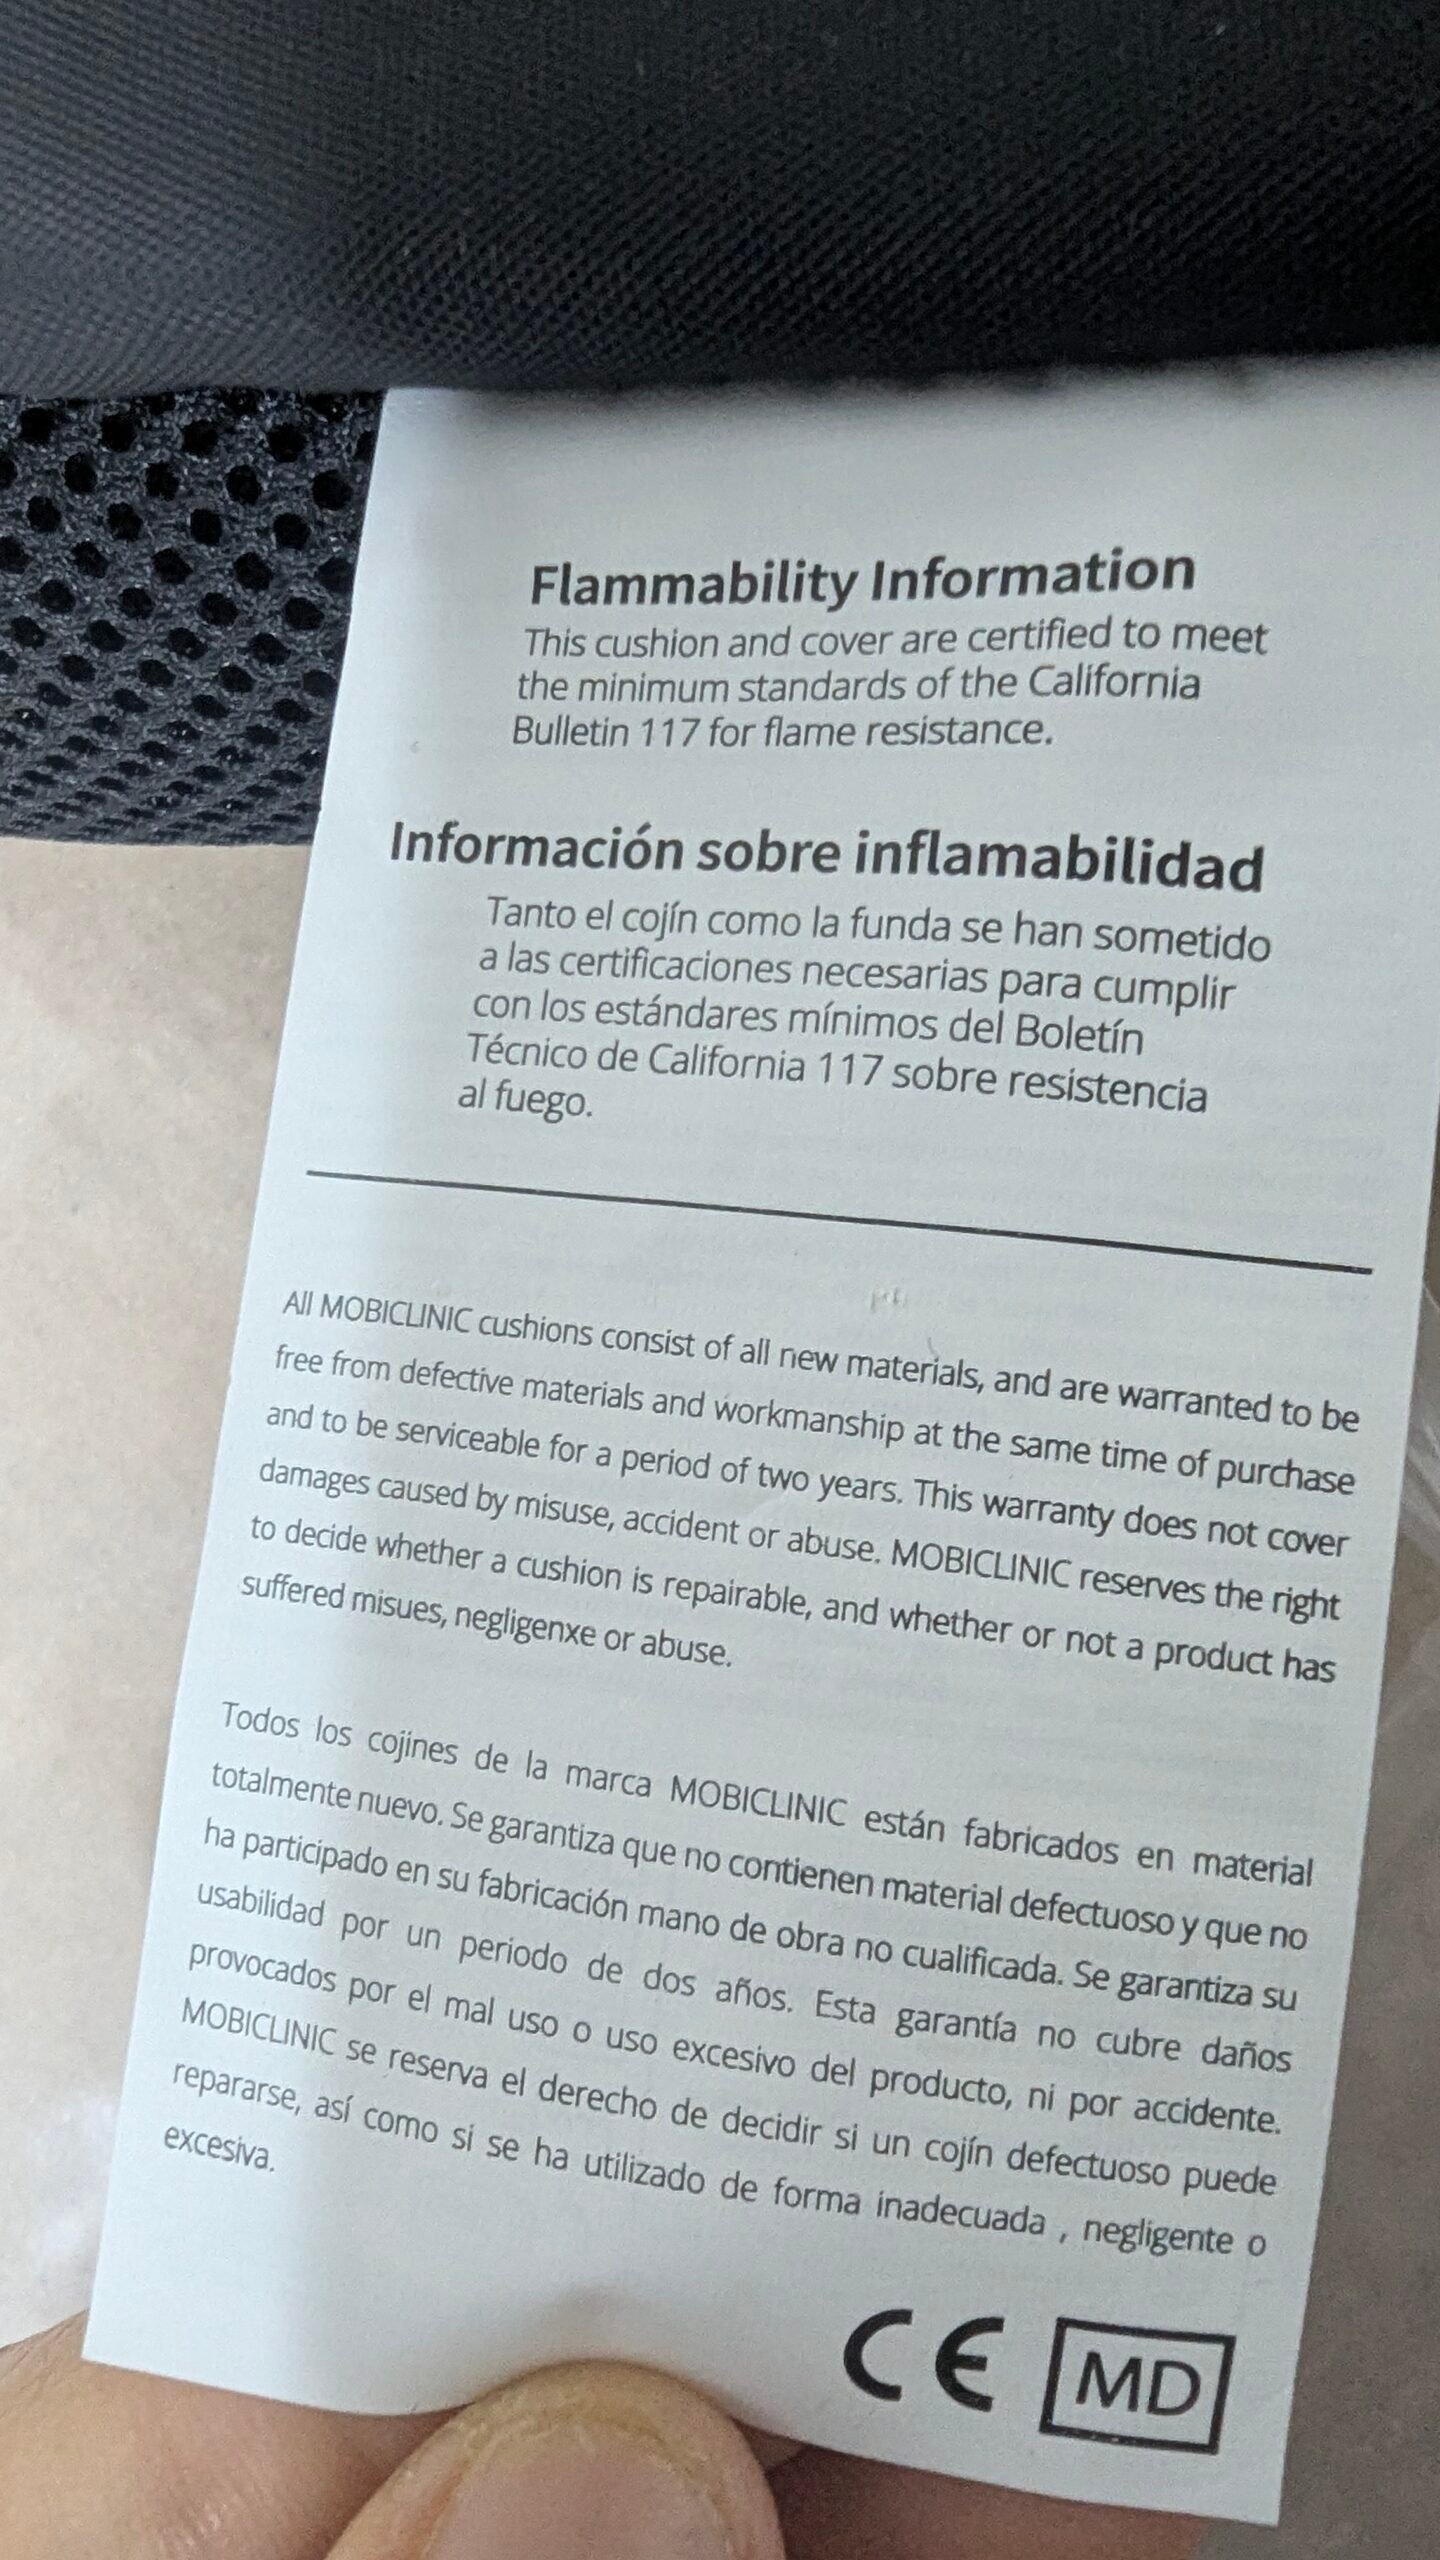 Flammability Information
This cushion and cover are certified to meet
the minimum standards of the California
Bulletin 117 for flame resistance.
Información sobre inflamabilidad
Tanto el cojín como la funda se han sometido
a las certificaciones necesarias para cumplir
con los estándares mínimos del Boletín
Técnico de California 117 sobre resistencia
al fuego.
All MOBICLINIC cushions consist of all new materials, and are warranted to be
free from defective materials and workmanship at the same time of purchase
and to be serviceable for a period of two years. This warranty does not cover
damages caused by misuse, accident or abuse. MOBICLINIC reserves the right
to decide whether a cushion is repairable, and whether or not a product has
suffered misues, negligenxe or abuse.
Todos los cojines de la marca MOBICLINIC están fabricados en material
totalmente nuevo. Se garantiza que no contienen material defectuoso y que no
ha participado en su fabricación mano de obra no cualificada. Se garantiza su
usabilidad por un periodo de dos años. Esta garantía no cubre daños
provocados por el mal uso o uso excesivo del producto, ni por accidente.
MOBICLINIC se reserva el derecho de decidir si un cojín defectuoso puede
repararse, así como si se ha utilizado de forma inadecuada , negligente o
excesiva.
CE MD